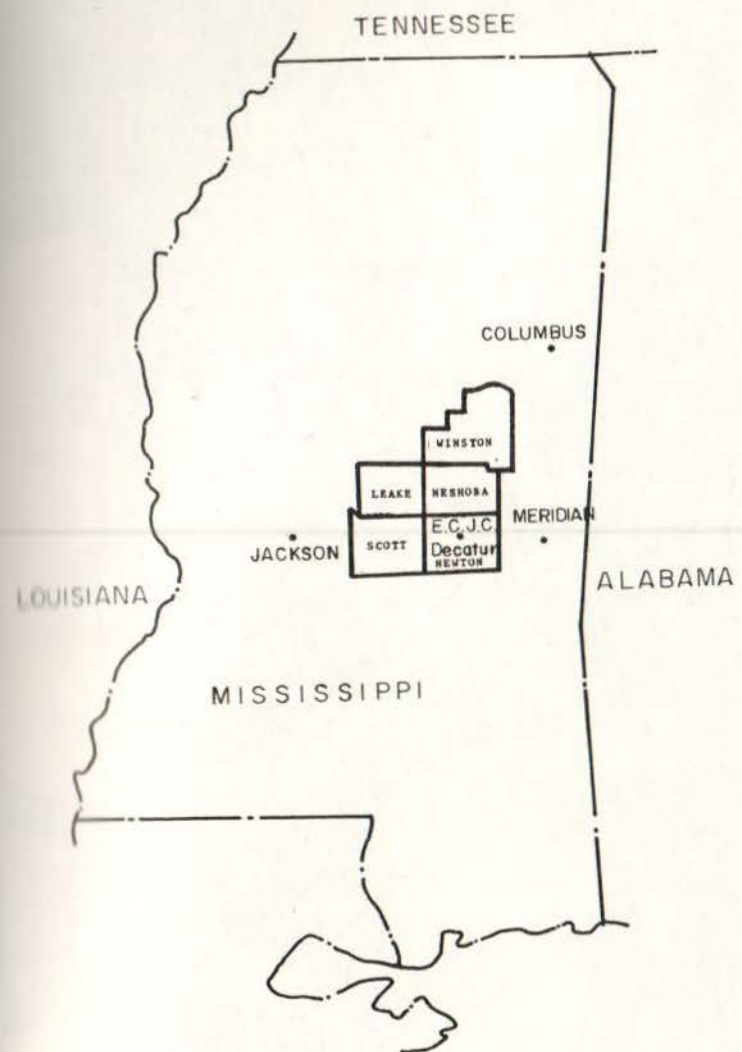 TENNESSEE
COLUMBUS
WINSTON
LEAKE
NESHOBA
E.C.J.C.
MERIDIAN
JACKSON
SCOTT
Decatur
NEWTON
LOUISIANA
ALABAMA
MISSISSIPPI